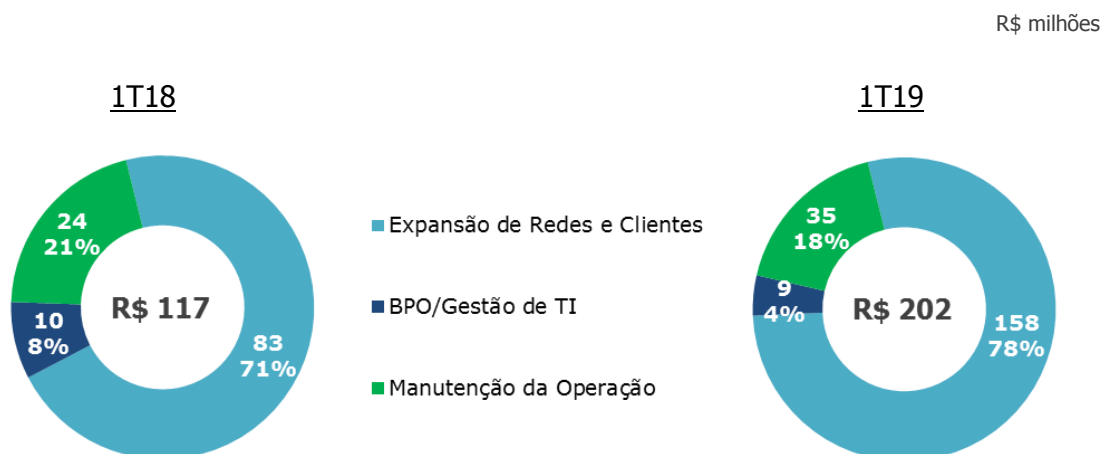 R$ milhões
1T18
24
21%
10
8%
R$ 117
83
71%
Expansão de Redes e Clientes
BPO/Gestão de TI
Manutenção da Operação
1T19
35
18%
9
4%
R$ 202
158
78%